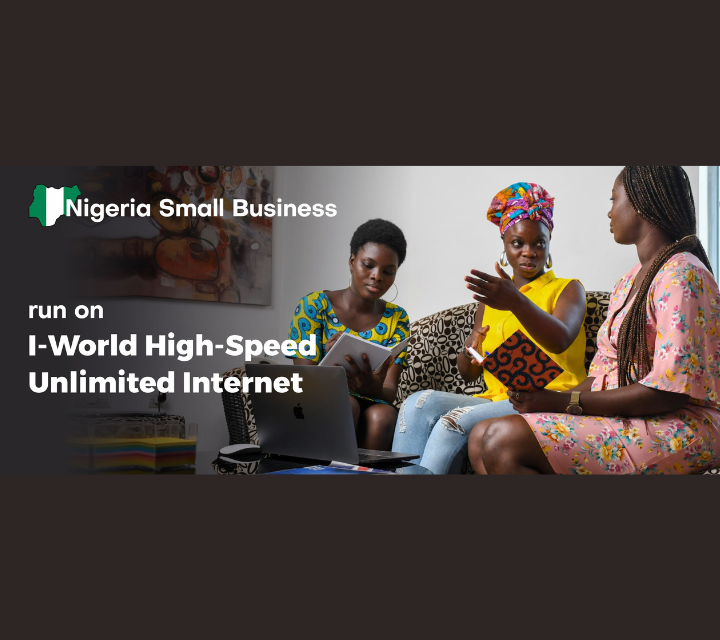 Nigeria Small Business
run on
I-World High-Speed
Unlimited Internet